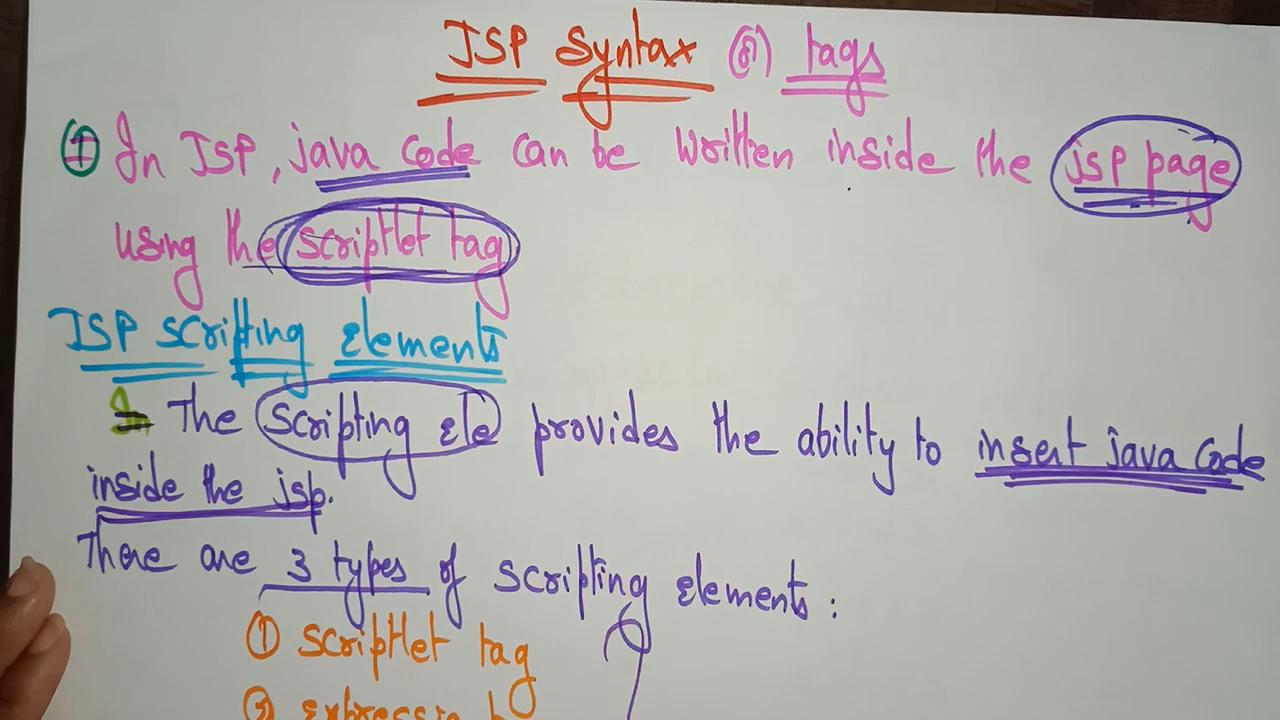 JSP Syntax (or) tags
① In JSP, java code can be written inside the jsp page
using the scriptlet tag
JSP scripting elements
The scripting ele provides the ability to insert java code
inside the jsp.
There are 3 types of scripting elements:
① scriptlet tag
②